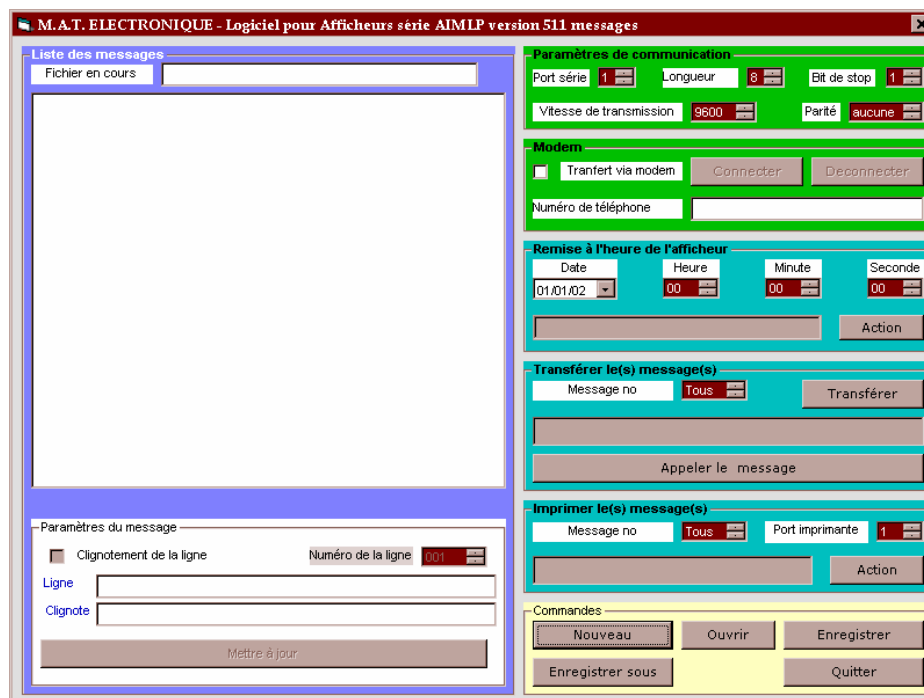 M.A.T. ELECTRONIQUE - Logiciel pour Afficheurs série AIMLP version 511 messages
Liste des messages
Fichier en cours
Paramètres du message
Clignotement de la ligne
Numéro de la ligne 001
Ligne
Clignote
Mettre à jour
Paramètres de communication
Port série 1 Longueur 8 Bit de stop 1
Vitesse de transmission 9600 Parité aucune
Modem
Tranfert via modem Connecter Deconnecter
Numéro de téléphone
Remise à l'heure de l'afficheur
Date Heure Minute Seconde
01/01/02 00 00 00
Action
Transférer le(s) message(s)
Message no Tous Transférer
Appeler le message
Imprimer le(s) message(s)
Message no Tous Port imprimante 1
Action
Commandes
Nouveau Ouvrir Enregistrer
Enregistrer sous Quitter